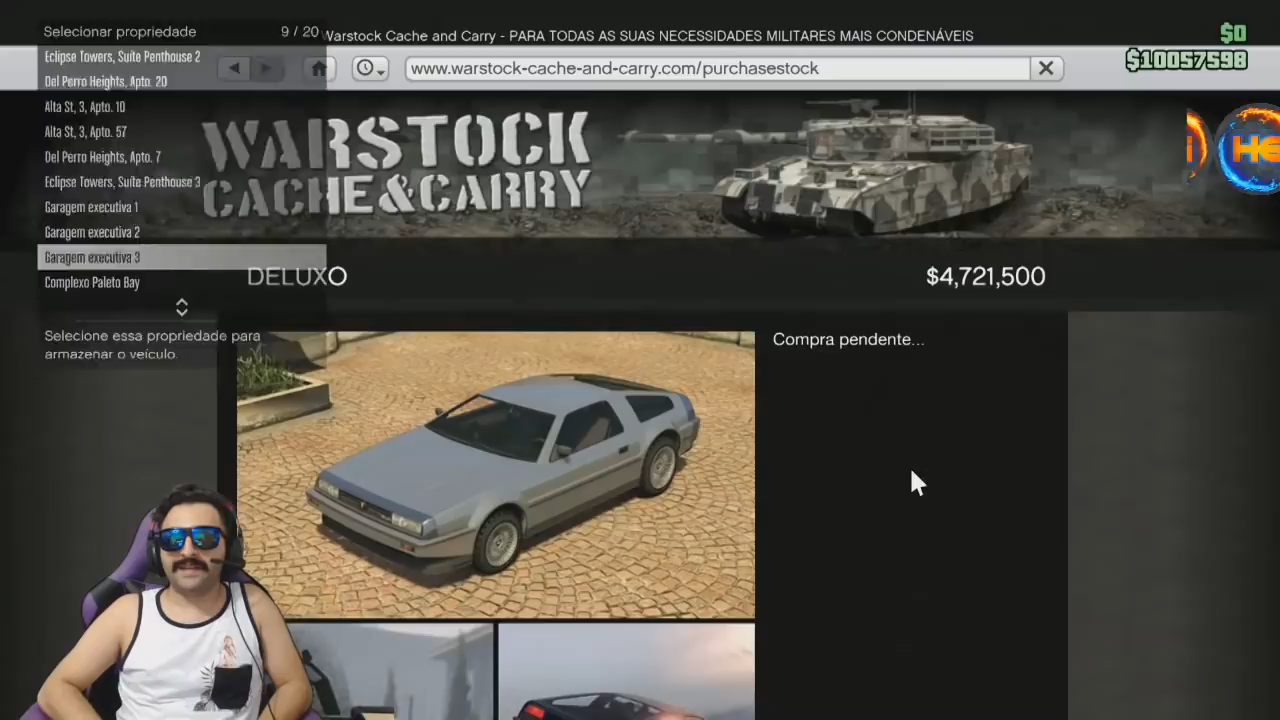 Selecionar propriedade 9 / 20
Warstock Cache and Carry - PARA TODAS AS SUAS NECESSIDADES MILITARES MAIS CONDENÁVEIS
$0
$10057598
www.warstock-cache-and-carry.com/purchasestock
Eclipse Towers, Suíte Penthouse 2
Del Perro Heights, Apto. 20
Alta St, 3, Apto. 10
Alta St, 3, Apto. 57
Del Perro Heights, Apto. 7
Eclipse Towers, Suíte Penthouse 3
Garagem executiva 1
Garagem executiva 2
Garagem executiva 3
Complexo Paleto Bay
Selecione essa propriedade para
armazenar o veículo.
WARSTOCK
CACHE&CARRY
HE
DELUXO
$4,721,500
Compra pendente...